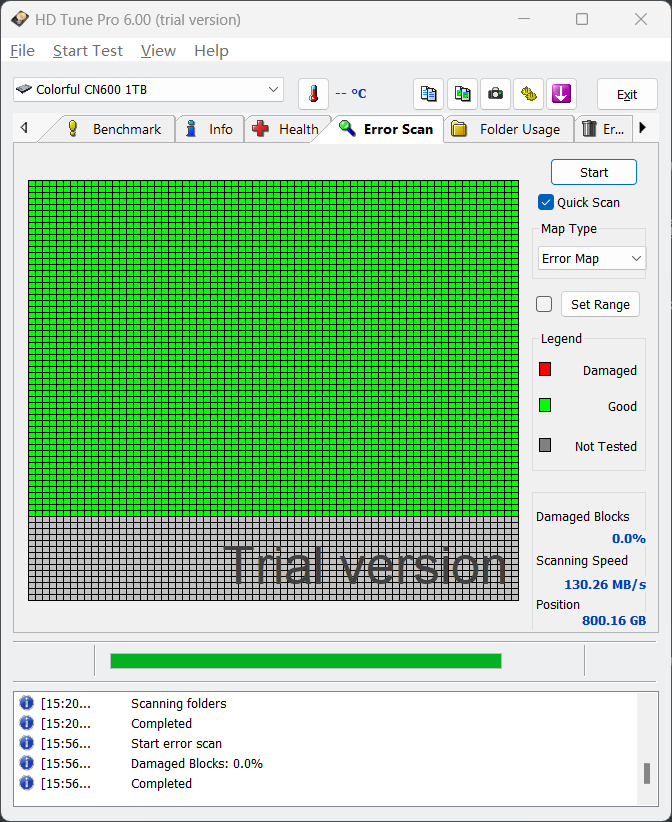 HD Tune Pro 6.00 (trial version)
File Start Test View Help
Colorful CN600 1TB
-- °C
Exit
Benchmark Info Health Error Scan Folder Usage Er...
Start
Quick Scan
Map Type
Error Map
Set Range
Legend
Damaged
Good
Not Tested
Damaged Blocks
0.0%
Scanning Speed
130.26 MB/s
Position
800.16 GB
Trial version
[15:20... Scanning folders
[15:20... Completed
[15:56... Start error scan
[15:56... Damaged Blocks: 0.0%
[15:56... Completed